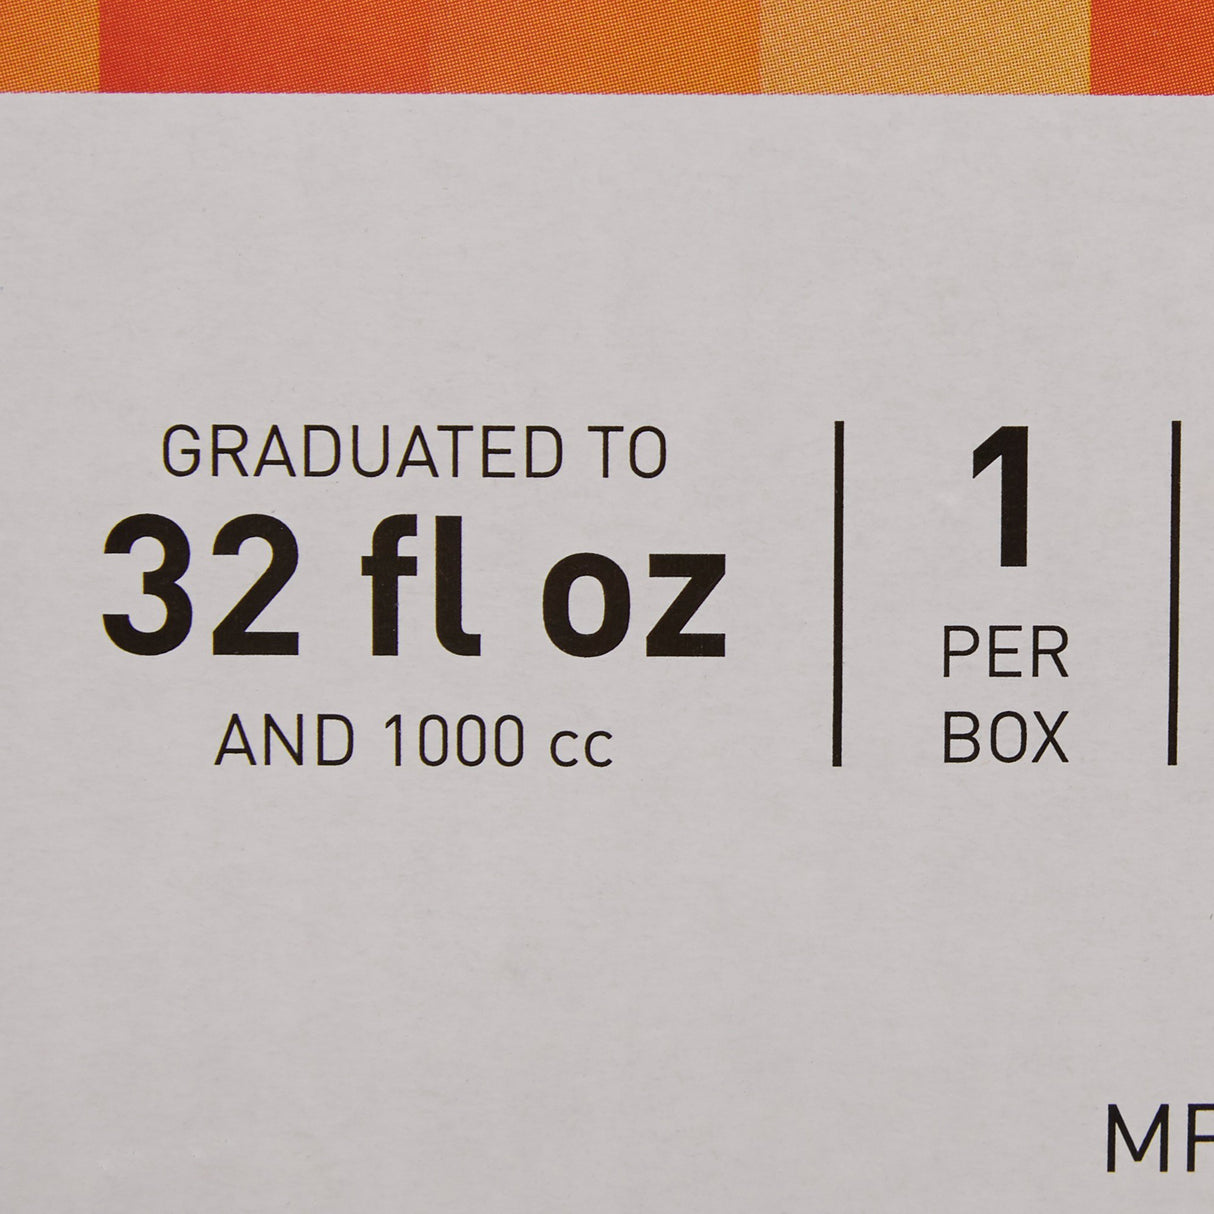 GRADUATED TO
32 fl oz
AND 1000 cc
1
PER
BOX